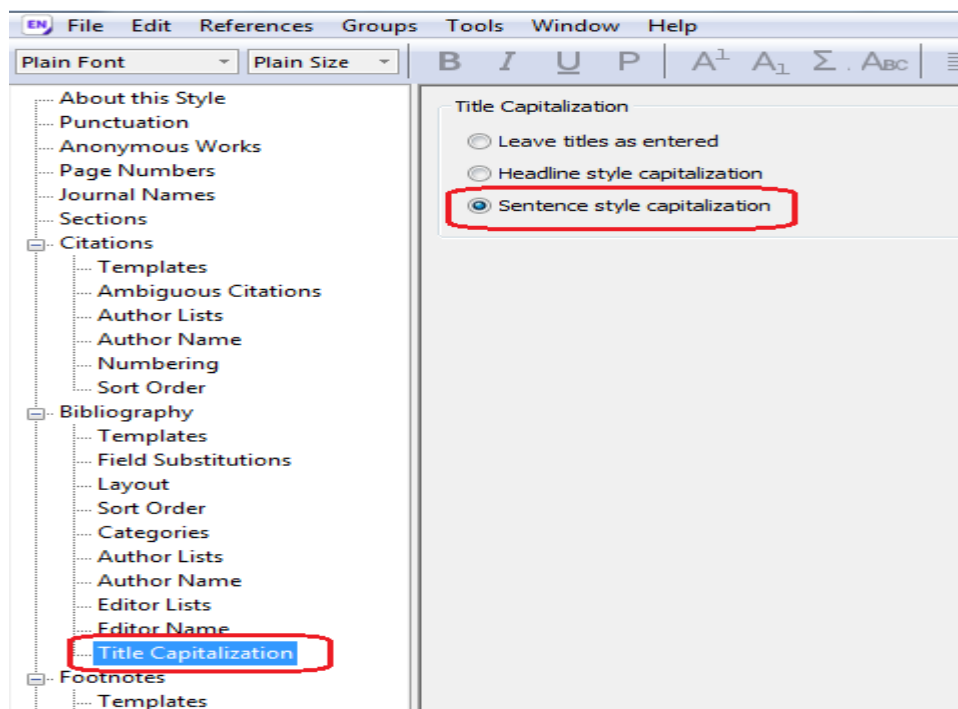 EN File Edit References Groups Tools Window Help
Plain Font Plain Size B I U P A1 A1 Σ . ABC
About this Style
Punctuation
Anonymous Works
Page Numbers
Journal Names
Sections
Citations
Templates
Ambiguous Citations
Author Lists
Author Name
Numbering
Sort Order
Bibliography
Templates
Field Substitutions
Layout
Sort Order
Categories
Author Lists
Author Name
Editor Lists
Editor Name
Title Capitalization
Footnotes
Templates
Title Capitalization
Leave titles as entered
Headline style capitalization
Sentence style capitalization